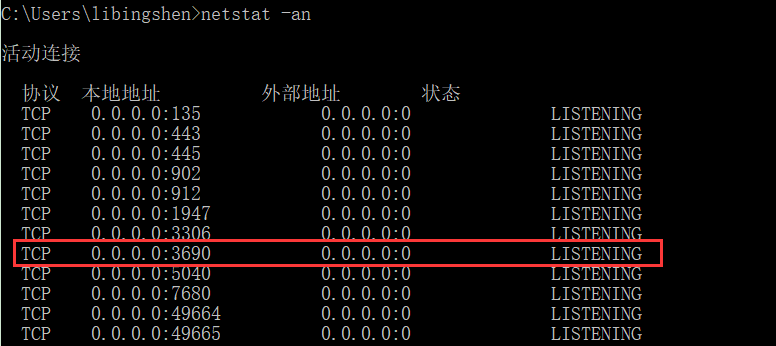 C:\Users\libingshen>netstat -an
活动连接
协议 本地地址 外部地址 状态
TCP 0.0.0.0:135 0.0.0.0:0 LISTENING
TCP 0.0.0.0:443 0.0.0.0:0 LISTENING
TCP 0.0.0.0:445 0.0.0.0:0 LISTENING
TCP 0.0.0.0:902 0.0.0.0:0 LISTENING
TCP 0.0.0.0:912 0.0.0.0:0 LISTENING
TCP 0.0.0.0:1947 0.0.0.0:0 LISTENING
TCP 0.0.0.0:3306 0.0.0.0:0 LISTENING
TCP 0.0.0.0:3690 0.0.0.0:0 LISTENING
TCP 0.0.0.0:5040 0.0.0.0:0 LISTENING
TCP 0.0.0.0:7680 0.0.0.0:0 LISTENING
TCP 0.0.0.0:49664 0.0.0.0:0 LISTENING
TCP 0.0.0.0:49665 0.0.0.0:0 LISTENING